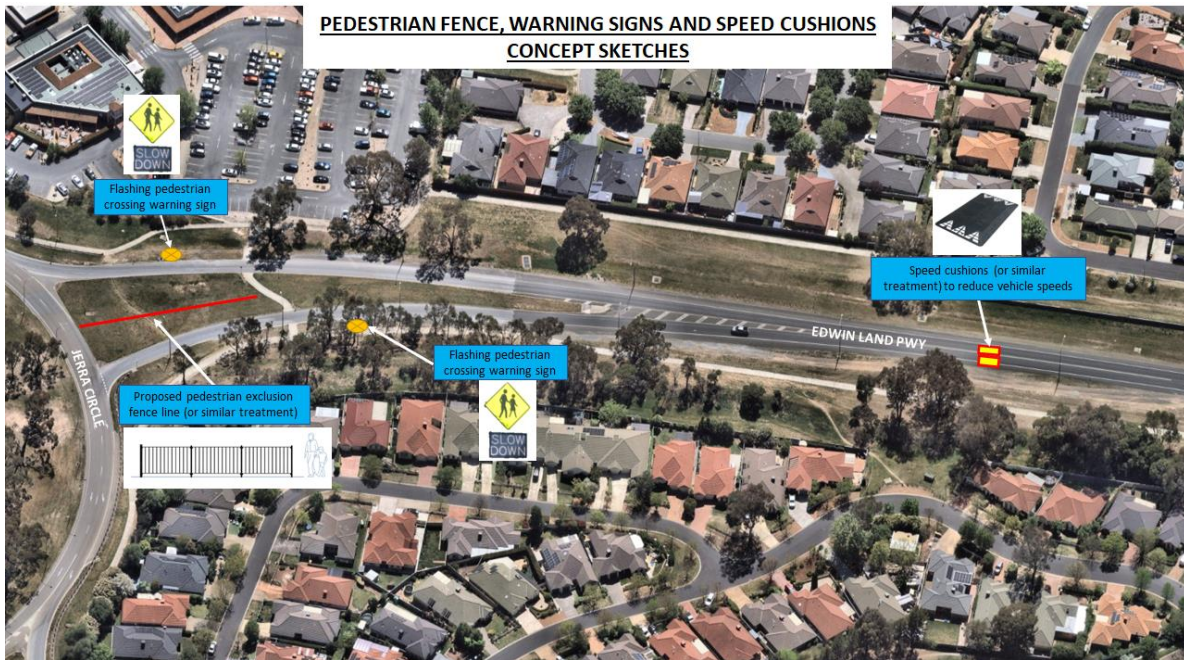 PEDESTRIAN FENCE, WARNING SIGNS AND SPEED CUSHIONS
CONCEPT SKETCHES
SLOW
DOWN
Flashing pedestrian
crossing warning sign
Speed cushions (or similar
treatment) to reduce vehicle speeds
EDWIN LAND PWY
JERRA CIRCLE
Flashing pedestrian
crossing warning sign
SLOW
DOWN
Proposed pedestrian exclusion
fence line (or similar treatment)